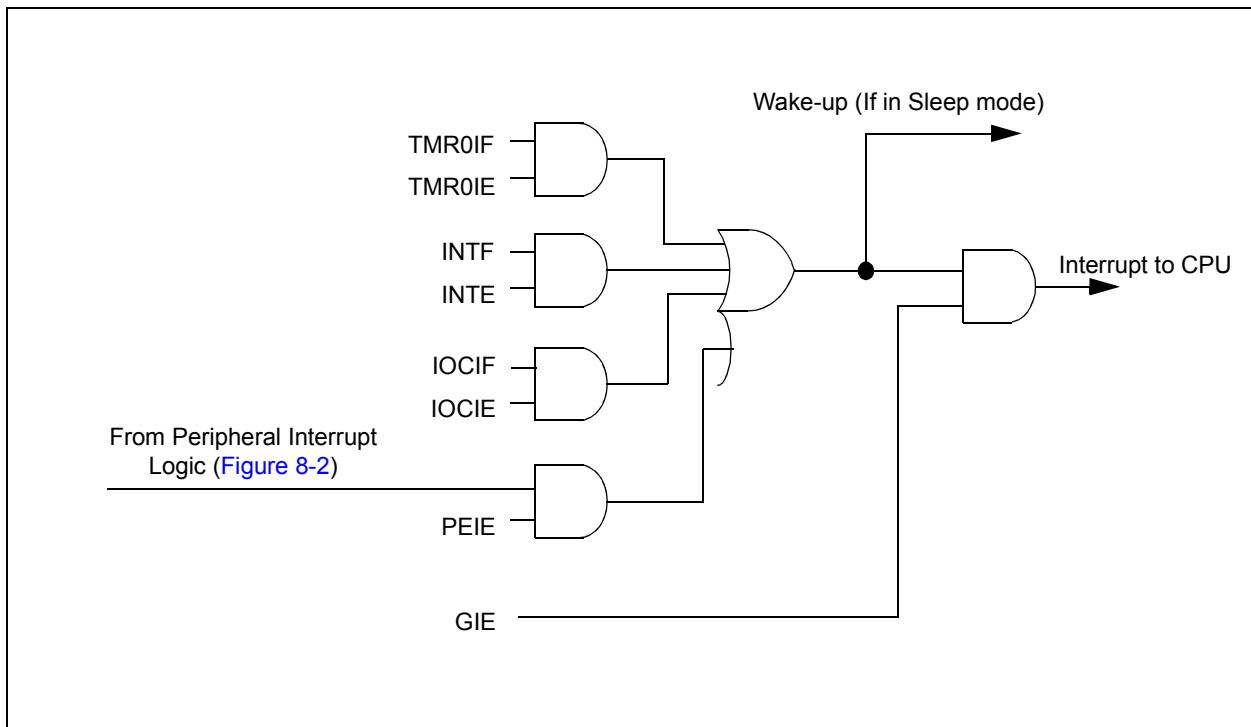 Wake-up (If in Sleep mode)
TMR0IF
TMR0IE
INTF
INTE
Interrupt to CPU
IOCIF
IOCIE
From Peripheral Interrupt
Logic (Figure 8-2)
PEIE
GIE